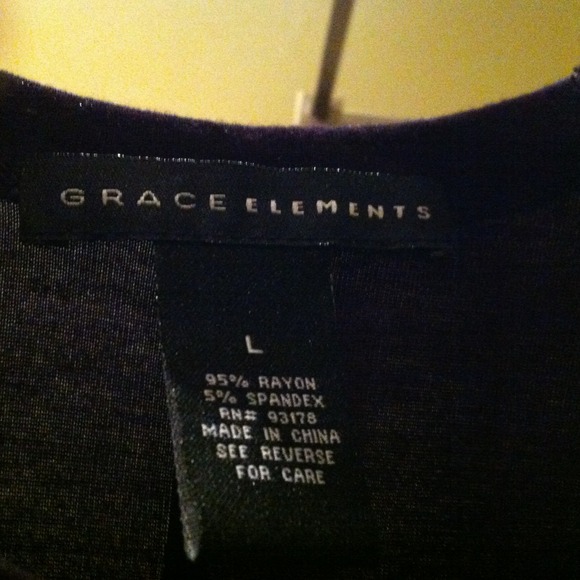 GRACE ELEMENTS
L
95% RAYON
5% SPANDEX
RN# 93178
MADE IN CHINA
SEE REVERSE
FOR CARE